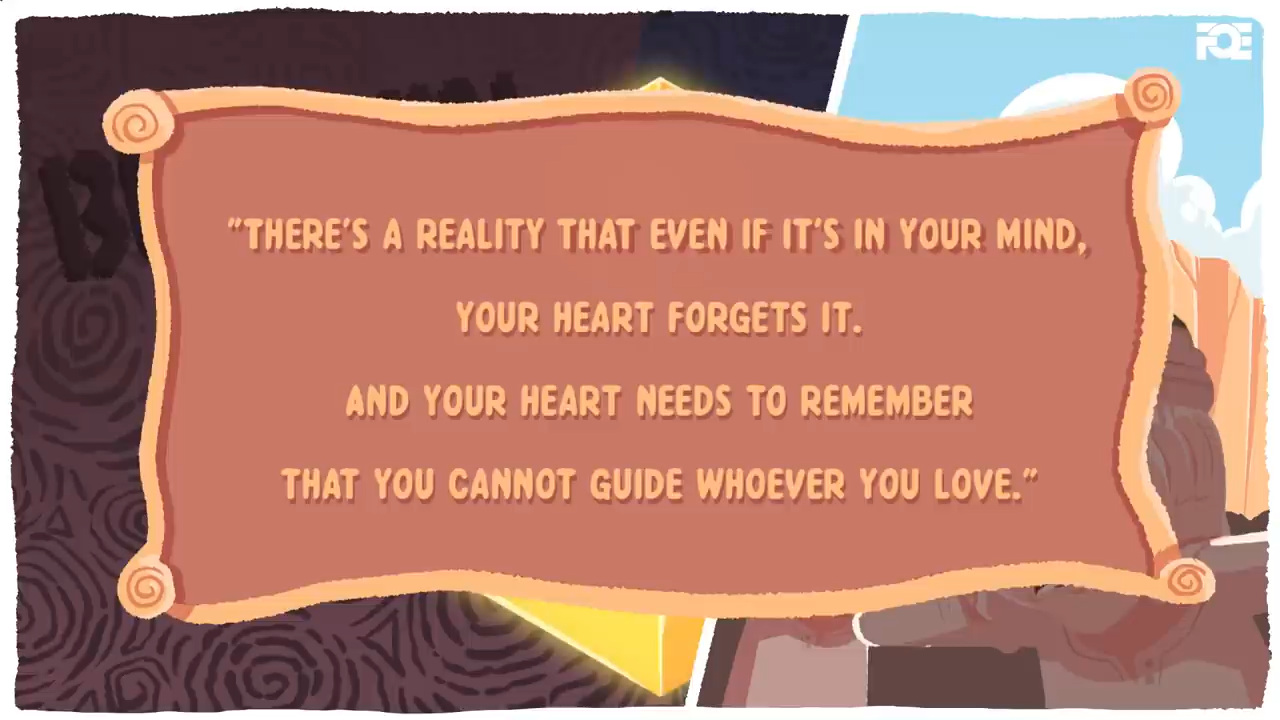 FQE
"THERE'S A REALITY THAT EVEN IF IT'S IN YOUR MIND,
YOUR HEART FORGETS IT.
AND YOUR HEART NEEDS TO REMEMBER
THAT YOU CANNOT GUIDE WHOEVER YOU LOVE."